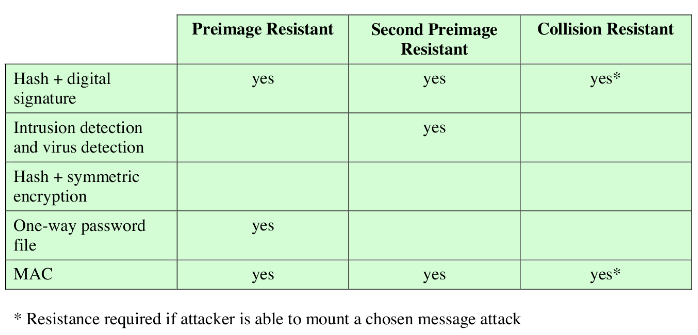 Preimage Resistant Second Preimage Collision Resistant
Resistant
Hash + digital yes yes yes*
signature
Intrusion detection yes
and virus detection
Hash + symmetric
encryption
One-way password yes
file
MAC yes yes yes*
* Resistance required if attacker is able to mount a chosen message attack